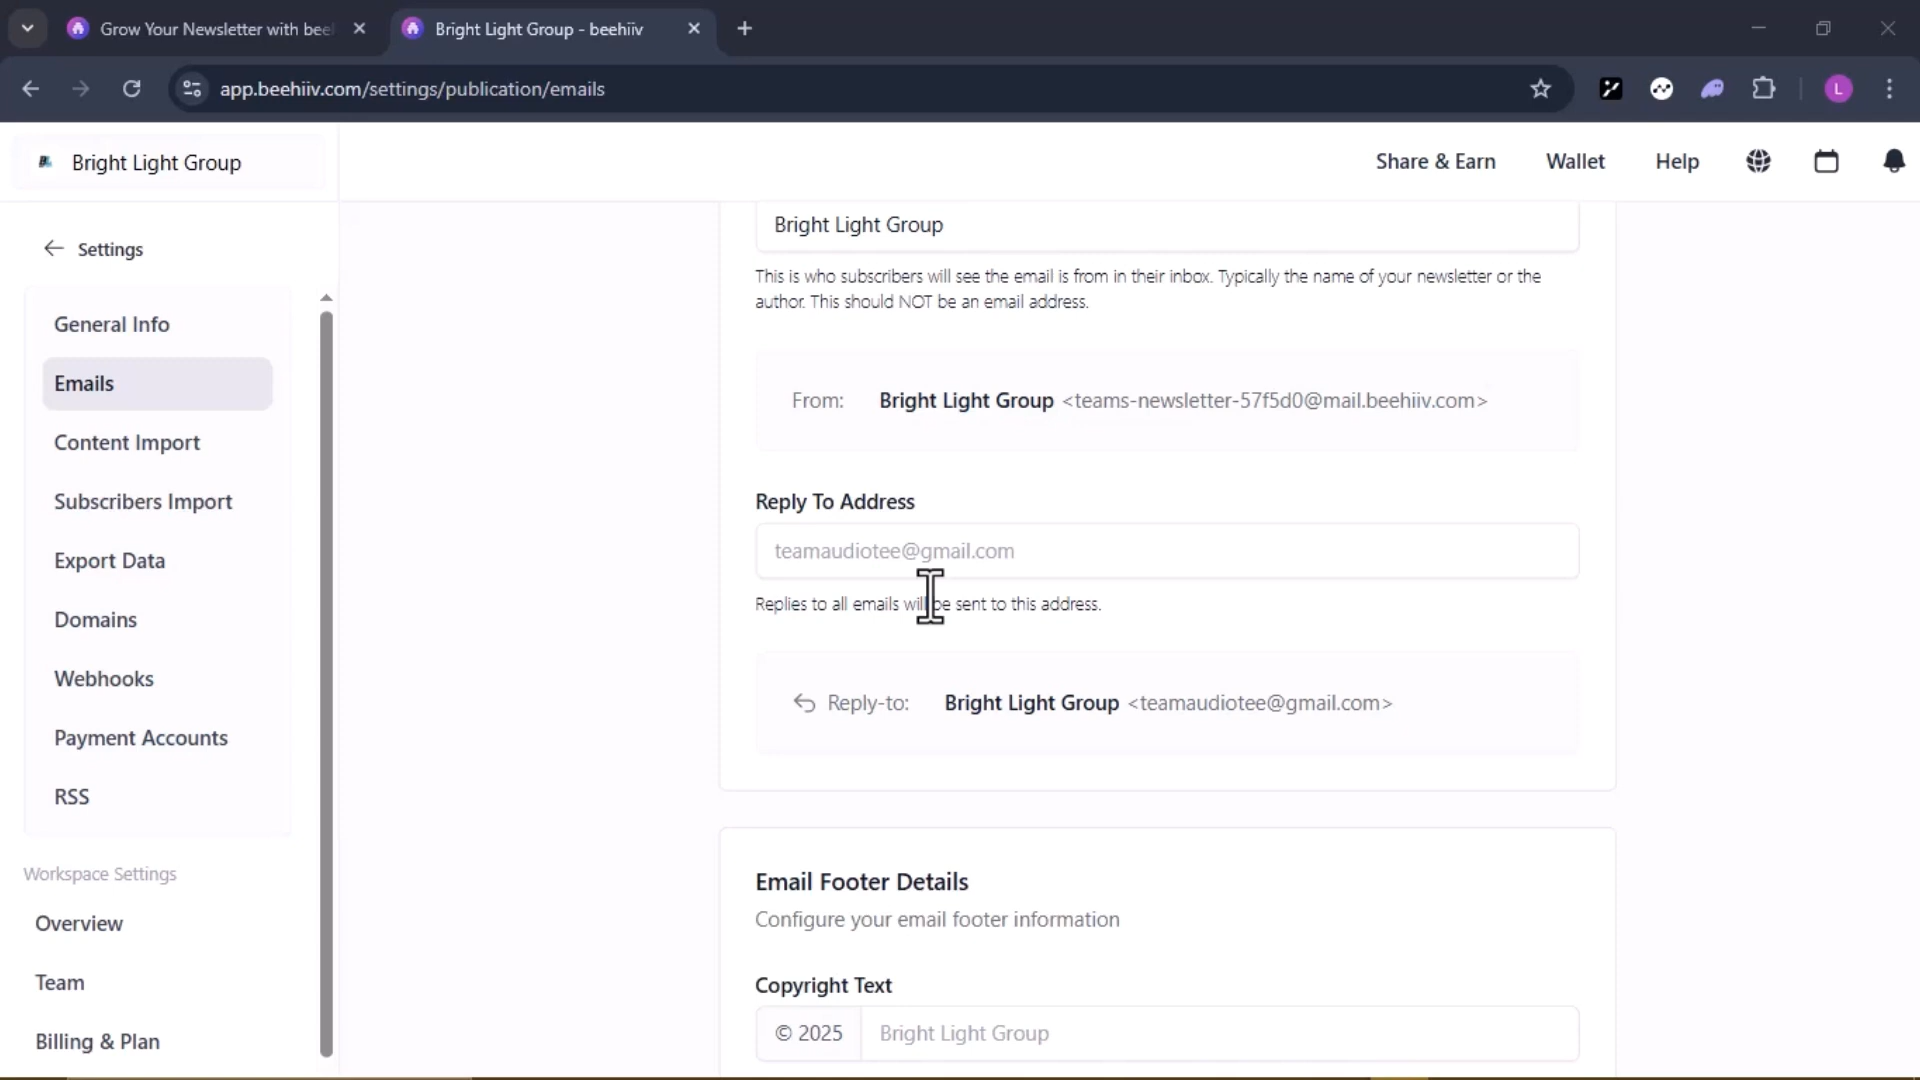 Grow Your Newsletter with bee
Bright Light Group - beehiiv
app.beehiiv.com/settings/publication/emails
L
Bright Light Group
Share & Earn
Wallet
Help
Settings
General Info
Emails
Content Import
Subscribers Import
Export Data
Domains
Webhooks
Payment Accounts
RSS
Workspace Settings
Overview
Team
Billing & Plan
Bright Light Group
This is who subscribers will see the email is from in their inbox. Typically the name of your newsletter or the
author. This should NOT be an email address.
From: Bright Light Group <teams-newsletter-57f5d0@mail.beehiiv.com>
Reply To Address
teamaudiotee@gmail.com
Replies to all emails will be sent to this address.
Reply-to: Bright Light Group <teamaudiotee@gmail.com>
Email Footer Details
Configure your email footer information
Copyright Text
© 2025 Bright Light Group